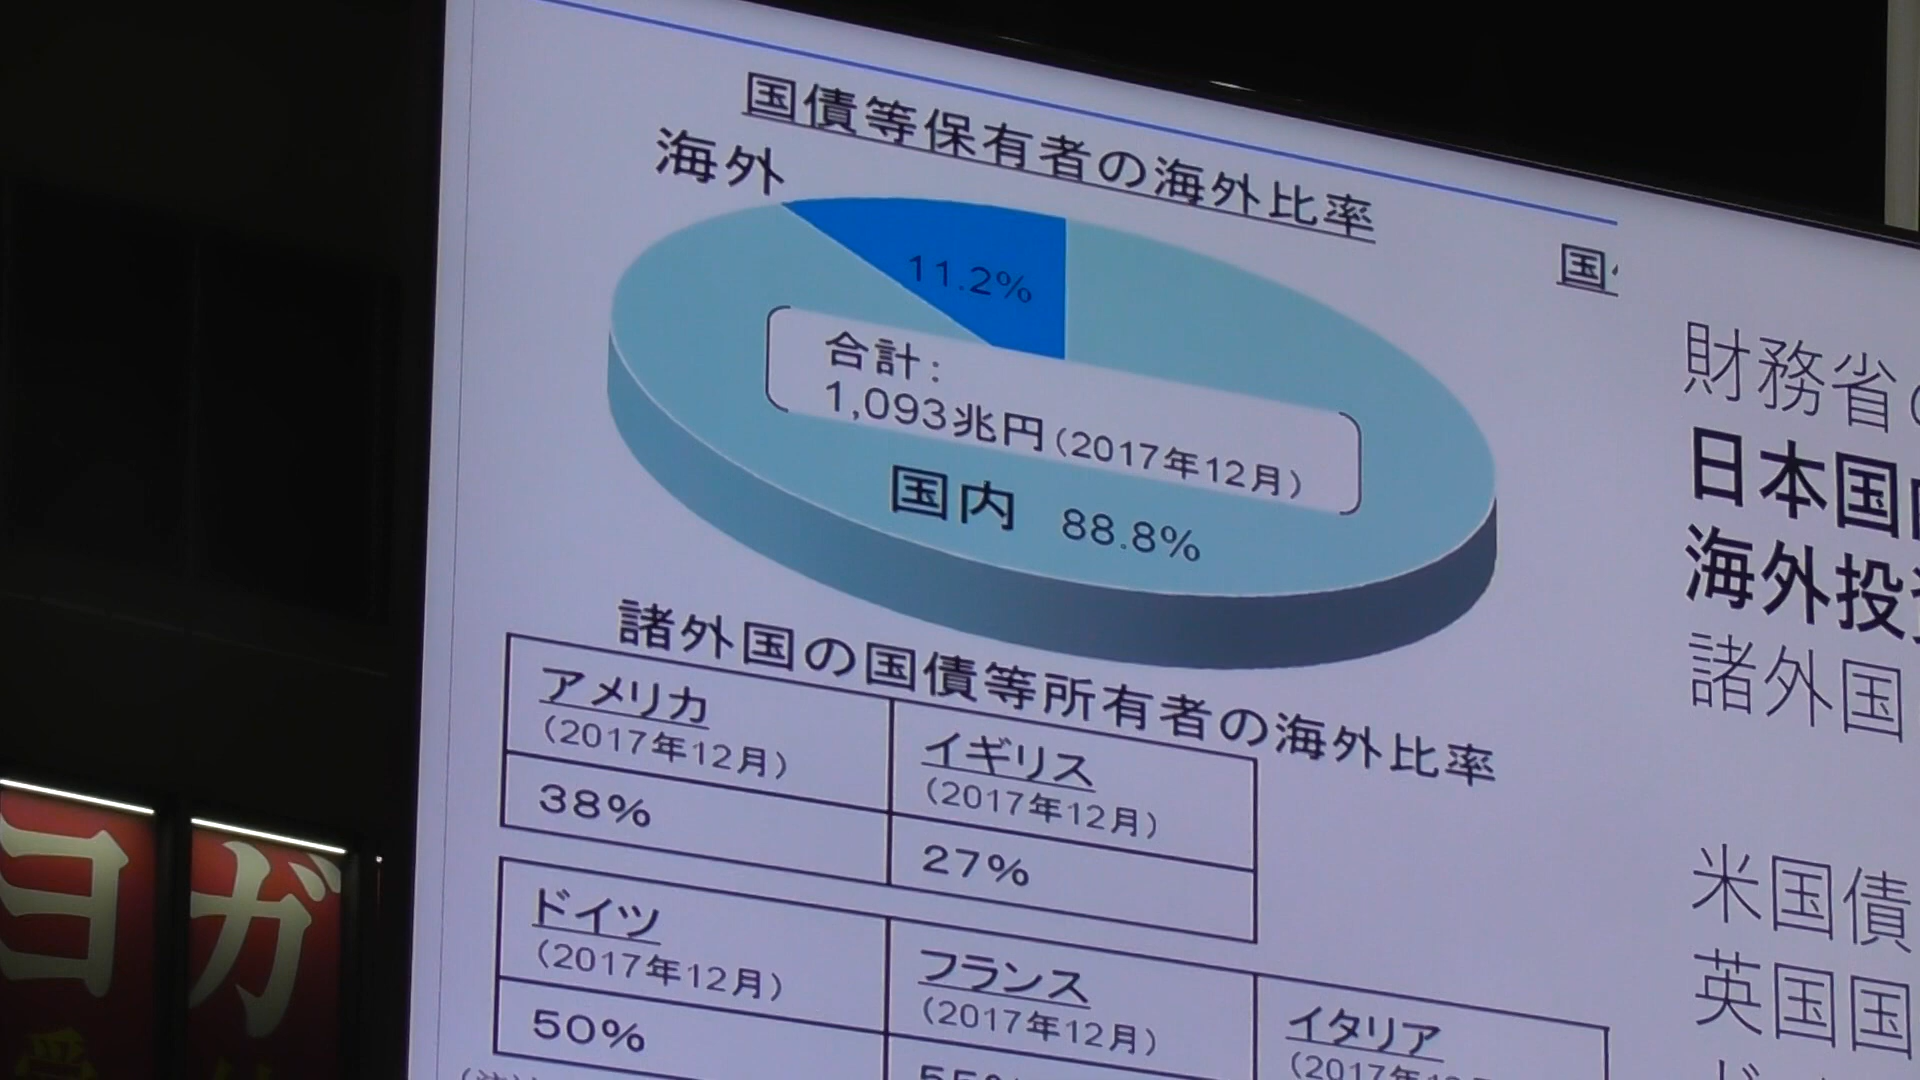 国債等保有者の海外比率
海外
11.2%
合計:
1,093兆円(2017年12月)
国内 88.8%
諸外国の国債等所有者の海外比率
アメリカ
(2017年12月)
38%
イギリス
(2017年12月)
27%
ドイツ
(2017年12月)
50%
フランス
(2017年12月)
イタリア
(2017年
国
財務省
日本国
海外投
諸外国
米国債
英国国
ヨガ